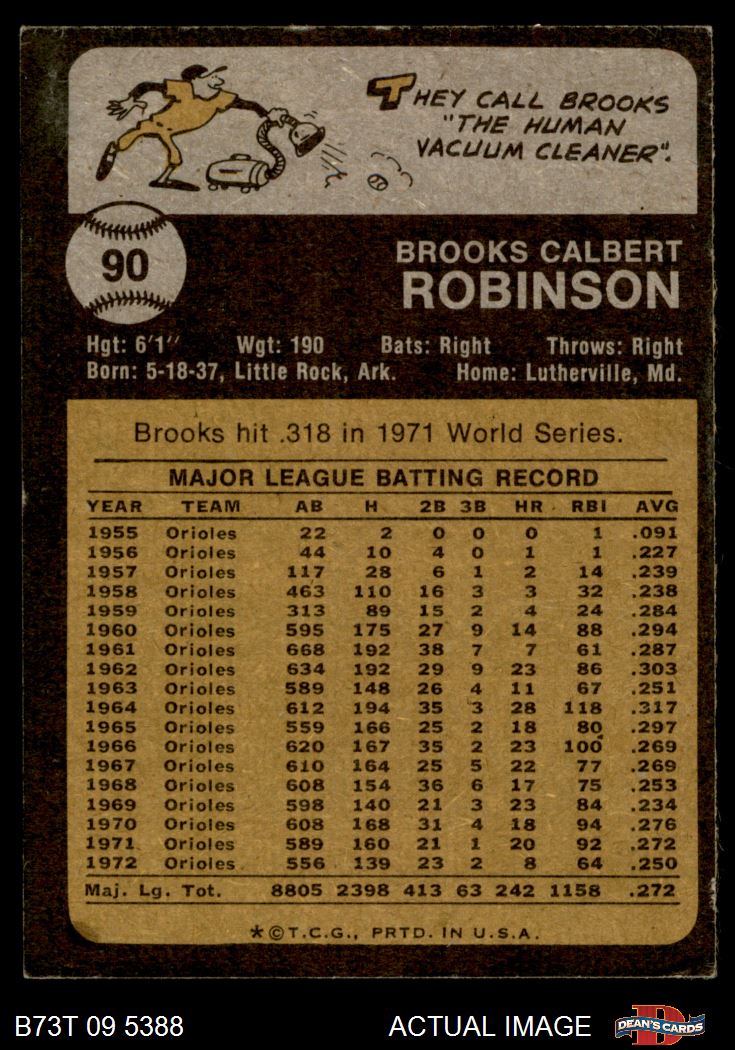 THEY CALL BROOKS
"THE HUMAN
VACUUM CLEANER".
90
BROOKS CALBERT
ROBINSON
Hgt: 6'1" Wgt: 190 Bats: Right Throws: Right
Born: 5-18-37, Little Rock, Ark. Home: Lutherville, Md.
Brooks hit .318 in 1971 World Series.
MAJOR LEAGUE BATTING RECORD
YEAR TEAM AB H 2B 3B HR RBI AVG
1955 Orioles 22 2 0 0 0 1 .091
1956 Orioles 44 10 4 0 1 1 .227
1957 Orioles 117 28 6 1 2 14 .239
1958 Orioles 463 110 16 3 3 32 .238
1959 Orioles 313 89 15 2 4 24 .284
1960 Orioles 595 175 27 9 14 88 .294
1961 Orioles 668 192 38 7 7 61 .287
1962 Orioles 634 192 29 9 23 86 .303
1963 Orioles 589 148 26 4 11 67 .251
1964 Orioles 612 194 35 3 28 118 .317
1965 Orioles 559 166 25 2 18 80 .297
1966 Orioles 620 167 35 2 23 100 .269
1967 Orioles 610 164 25 5 22 77 .269
1968 Orioles 608 154 36 6 17 75 .253
1969 Orioles 598 140 21 3 23 84 .234
1970 Orioles 608 168 31 4 18 94 .276
1971 Orioles 589 160 21 1 20 92 .272
1972 Orioles 556 139 23 2 8 64 .250
Maj. Lg. Tot. 8805 2398 413 63 242 1158 .272
*©T.C.G., PRTD. IN U.S.A.
B73T 09 5388 ACTUAL IMAGE DEAN'S CARDS